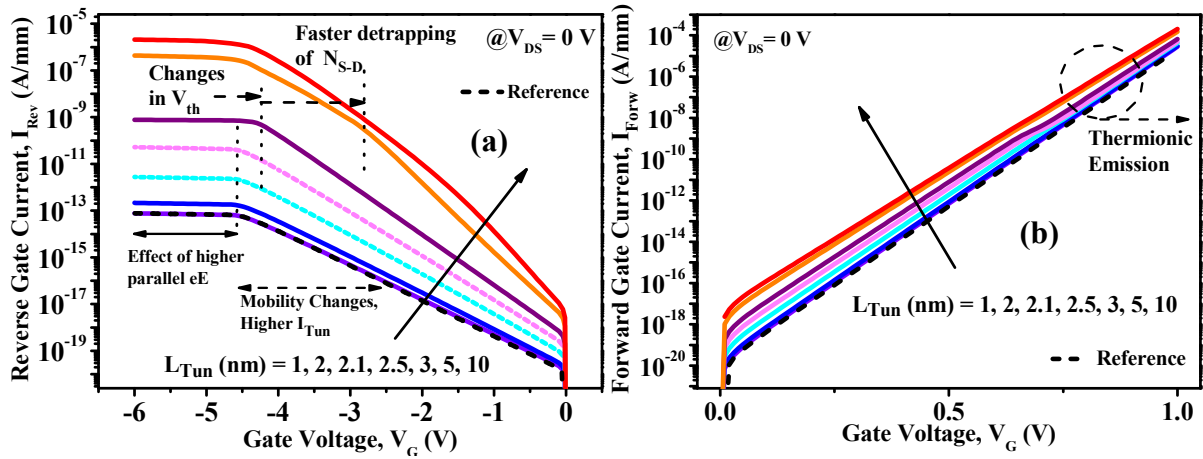 Reverse Gate Current, I_Rev (A/mm)
10^-5
10^-7
10^-9
10^-11
10^-13
10^-15
10^-17
10^-19
Faster detrapping
of N_S-D
@V_DS= 0 V
Changes
in V_th
Reference
(a)
Effect of higher
parallel eE
Mobility Changes,
Higher I_Tun
L_Tun (nm) = 1, 2, 2.1, 2.5, 3, 5, 10
-6 -5 -4 -3 -2 -1 0
Gate Voltage, V_G (V)
Forward Gate Current, I_Forw (A/mm)
10^-4
10^-6
10^-8
10^-10
10^-12
10^-14
10^-16
10^-18
10^-20
@V_DS= 0 V
Thermionic
Emission
(b)
L_Tun (nm) = 1, 2, 2.1, 2.5, 3, 5, 10
Reference
0.0 0.5 1.0
Gate Voltage, V_G (V)